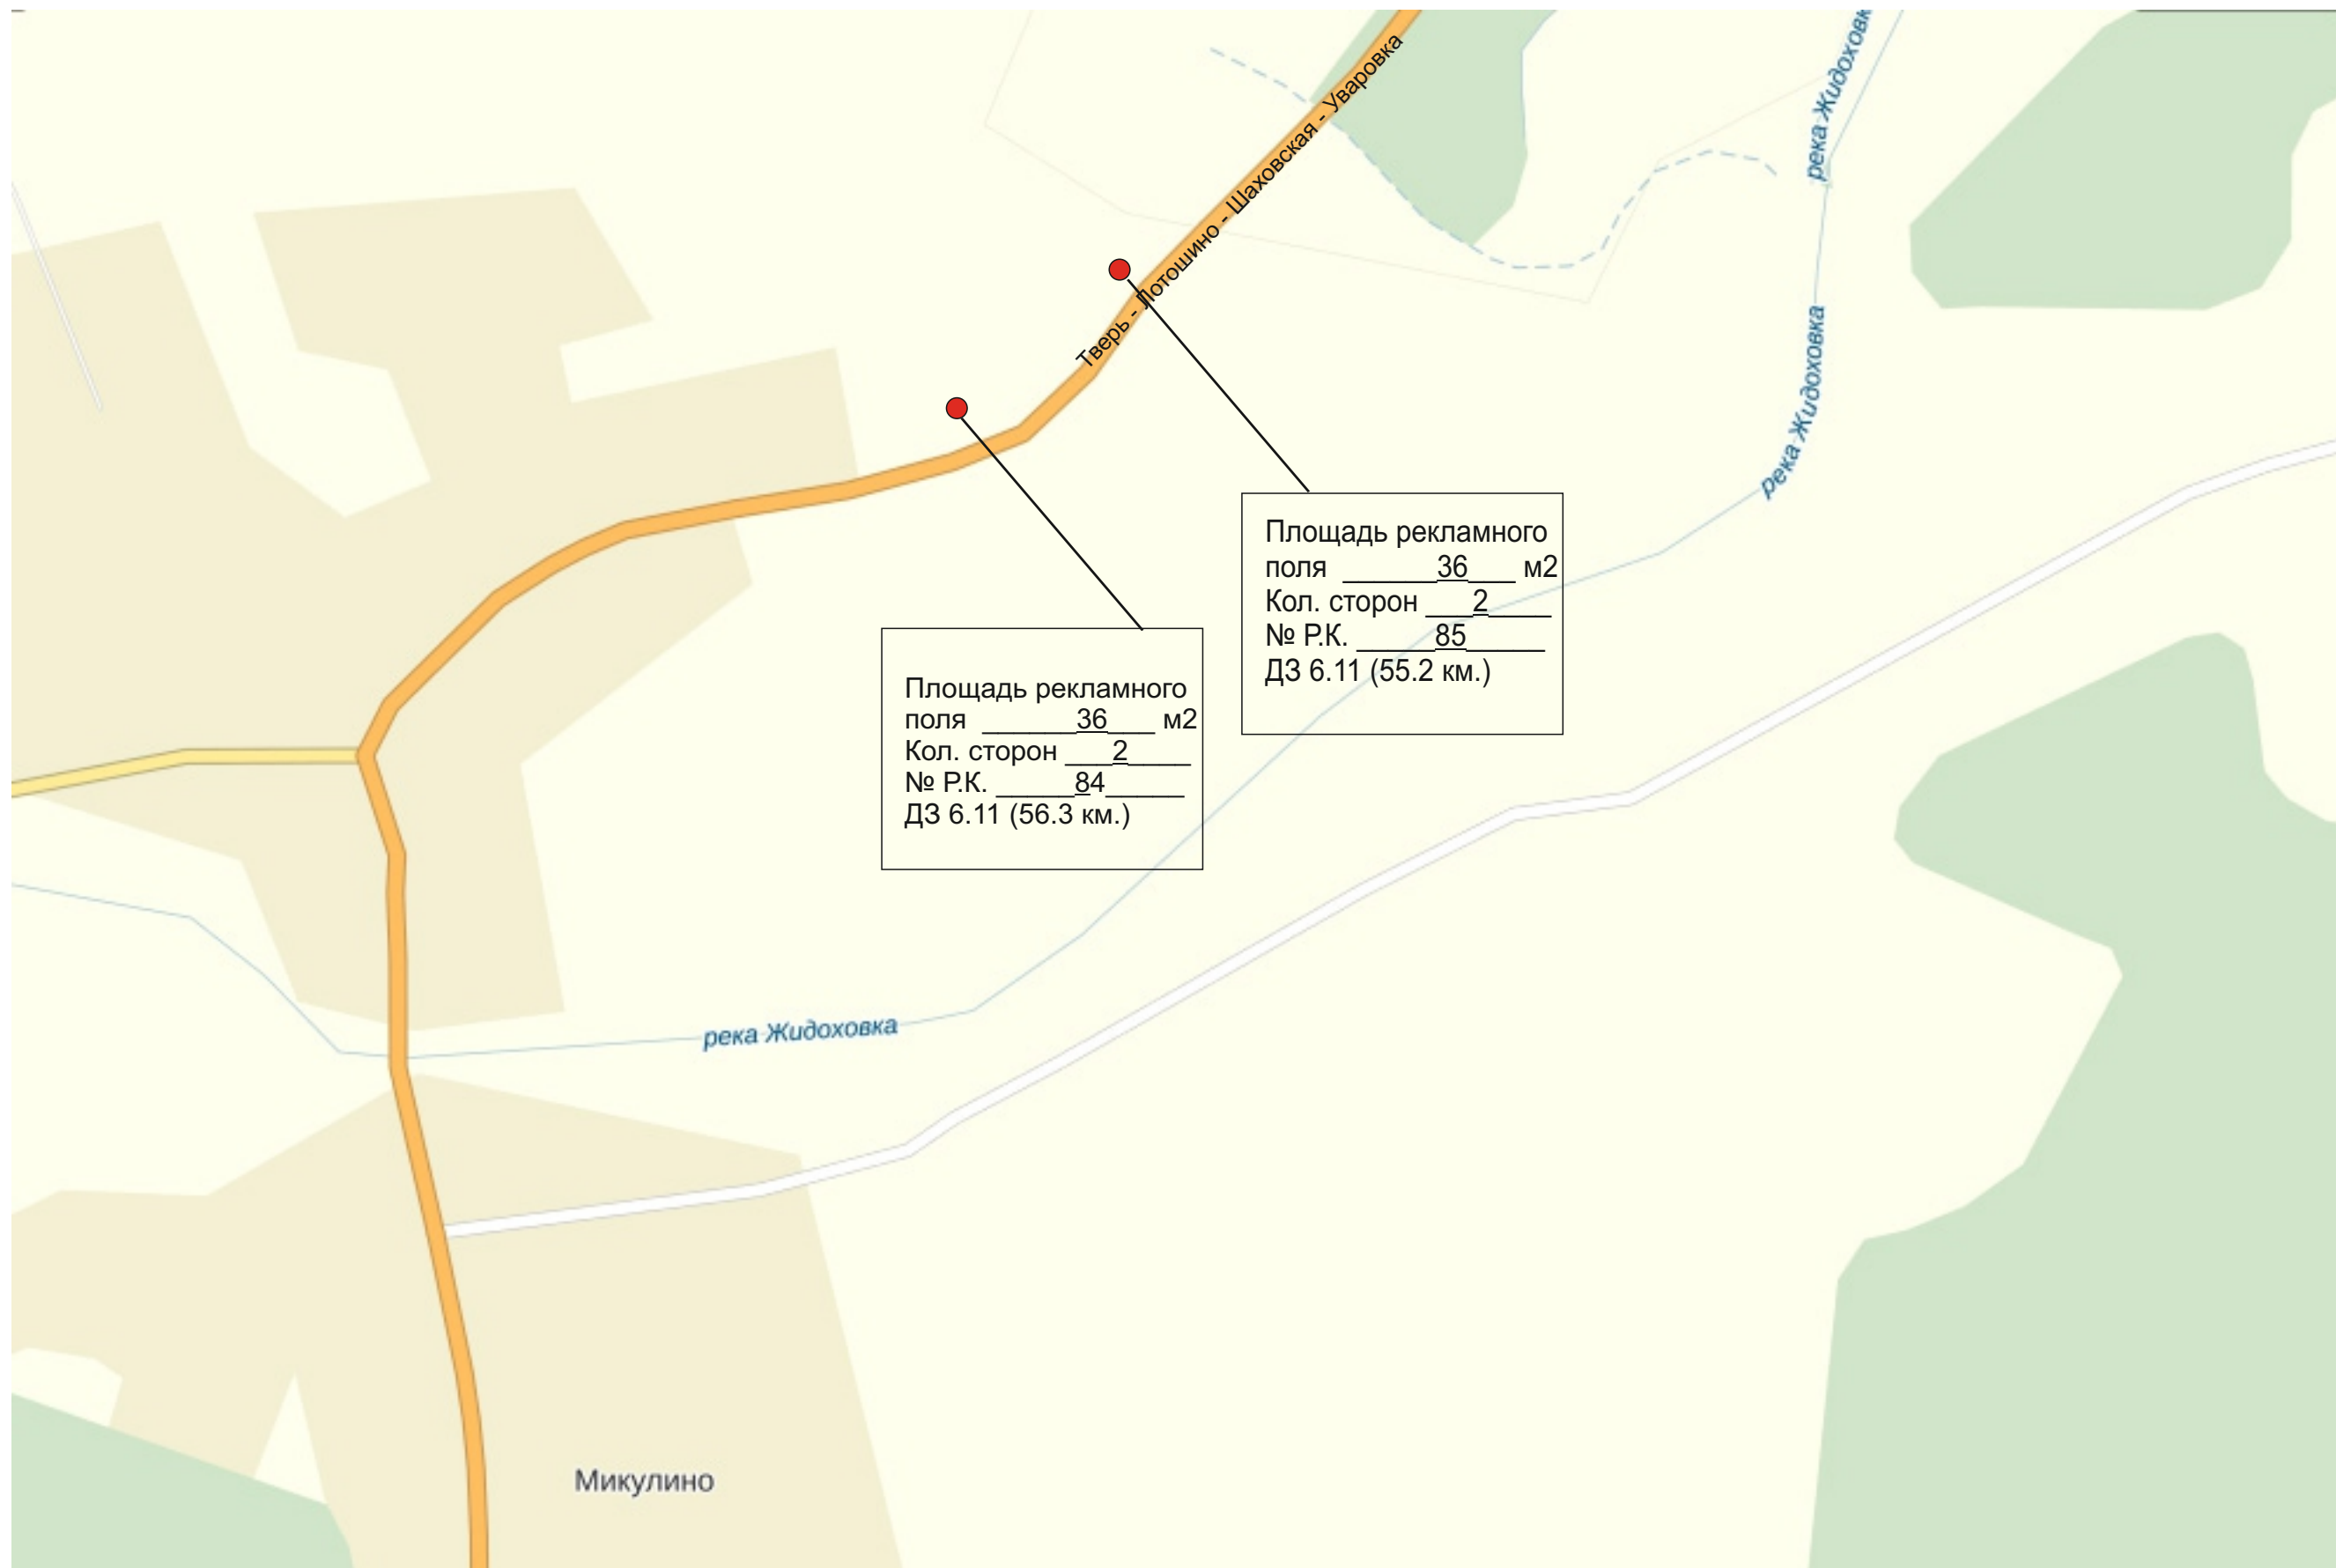 Тверь - Лотошино - Шаховская - Уваровка
река Жидоховка
река Жидоховка
Площадь рекламного
поля ______36___ м2
Кол. сторон ___2____
№ Р.К. _____85_____
ДЗ 6.11 (55.2 км.)
Площадь рекламного
поля ______36___ м2
Кол. сторон ___2____
№ Р.К. _____84_____
ДЗ 6.11 (56.3 км.)
река Жидоховка
Микулино